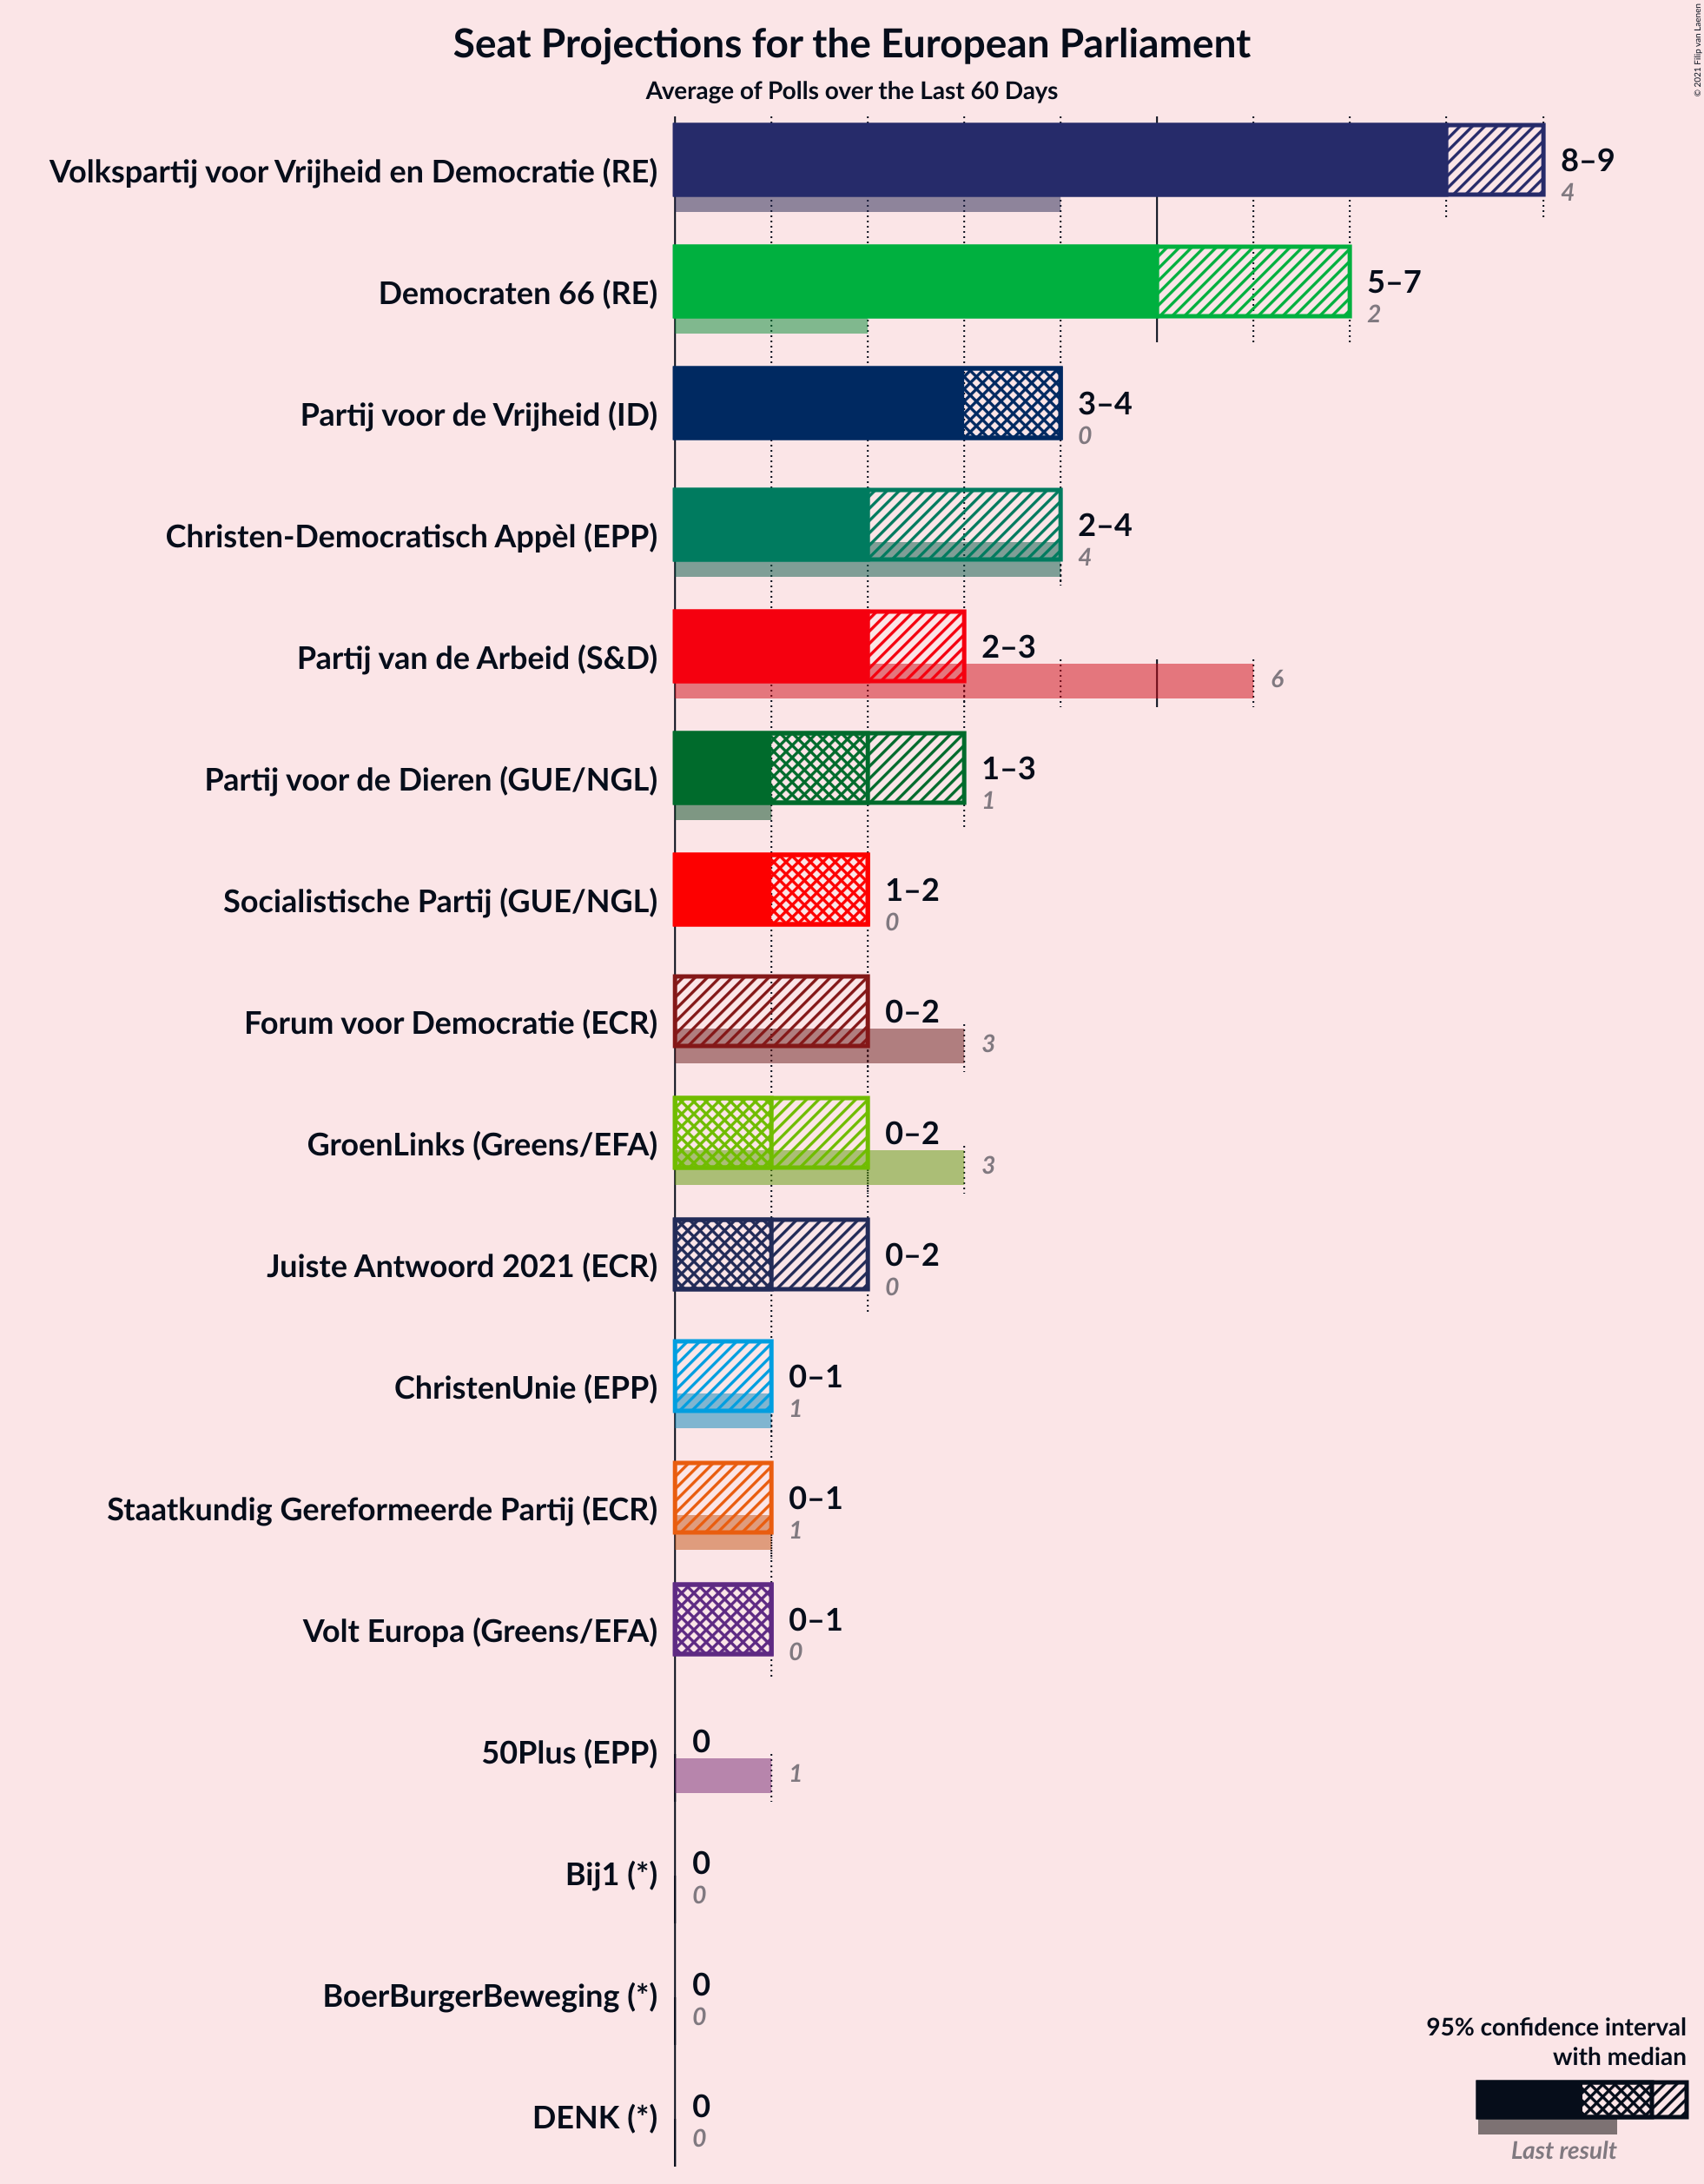 © 2021 Filip van Laenen
Seat Projections for the European Parliament
Average of Polls over the Last 60 Days
Volkspartij voor Vrijheid en Democratie (RE)
8–9
4
Democraten 66 (RE)
5–7
2
Partij voor de Vrijheid (ID)
3–4
0
Christen-Democratisch Appèl (EPP)
2–4
4
Partij van de Arbeid (S&D)
2–3
6
Partij voor de Dieren (GUE/NGL)
1–3
1
Socialistische Partij (GUE/NGL)
1–2
0
Forum voor Democratie (ECR)
0–2
3
GroenLinks (Greens/EFA)
0–2
3
Juiste Antwoord 2021 (ECR)
0–2
0
ChristenUnie (EPP)
0–1
1
Staatkundig Gereformeerde Partij (ECR)
0–1
1
Volt Europa (Greens/EFA)
0–1
0
50Plus (EPP)
0
1
Bij1 (*)
0
0
BoerBurgerBeweging (*)
0
0
DENK (*)
0
0
95% confidence interval
with median
Last result